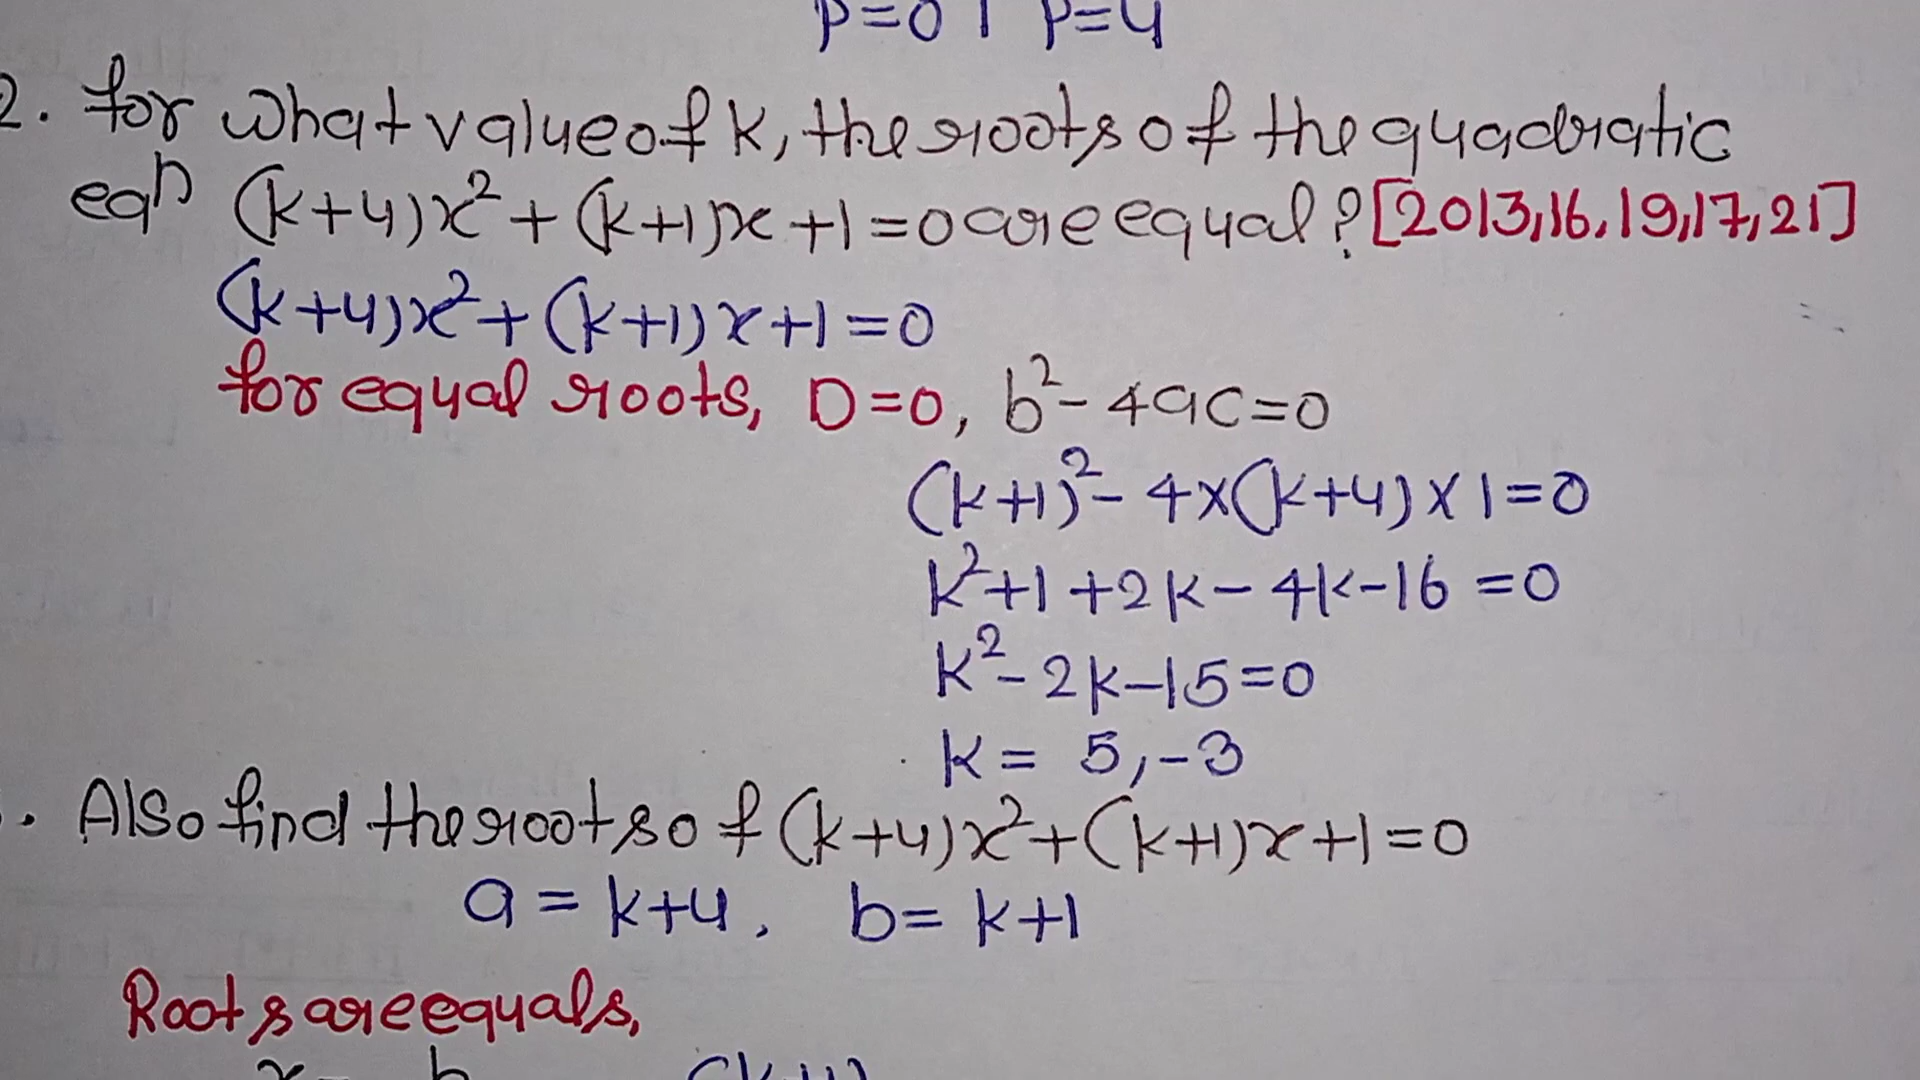 P=0 | P=4
2. for what value of k, the roots of the quadratic
eqn (k+4)x²+(k+1)x+1=0 are equal? [2013,16,19,17,21]
(k+4)x²+(k+1)x+1=0
for equal roots, D=0, b²-4ac=0
(k+1)²-4×(k+4)×1=0
k²+1+2k-4k-16=0
k²-2k-15=0
k= 5,-3
. Also find the roots of (k+4)x²+(k+1)x+1=0
a=k+4, b=k+1
Roots are equals,